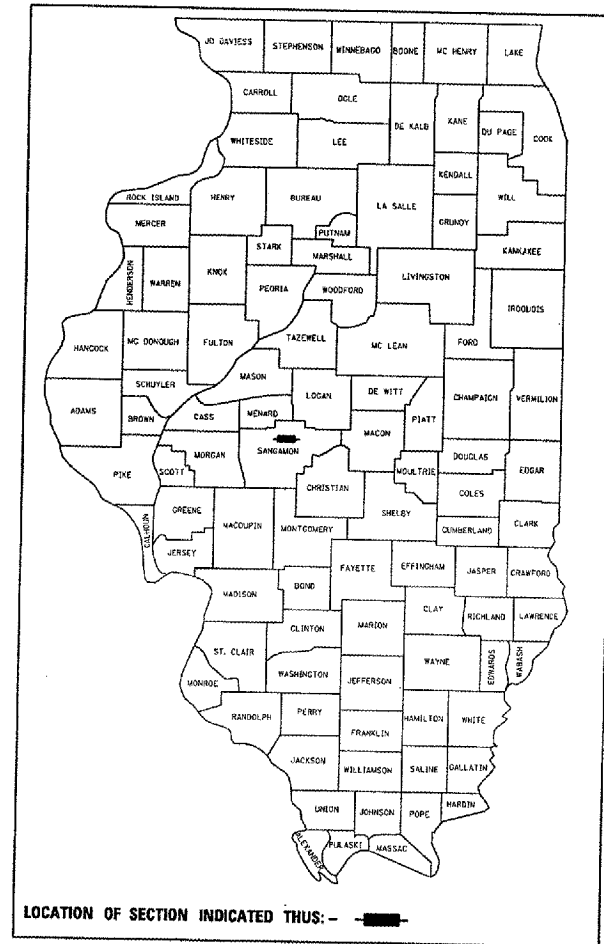 JO DAVIESS
STEPHENSON
WINNEBAGO
BOONE
MC HENRY
LAKE
CARROLL
OGLE
DE KALB
KANE
DU PAGE
COOK
WHITESIDE
LEE
KENDALL
WILL
ROCK ISLAND
HENRY
BUREAU
LA SALLE
GRUNDY
MERCER
PUTNAM
STARK
MARSHALL
KANKAKEE
HENDERSON
WARREN
KNOX
PEORIA
WOODFORD
LIVINGSTON
IROQUOIS
HANCOCK
MC DONOUGH
FULTON
TAZEWELL
MC LEAN
FORD
SCHUYLER
MASON
LOGAN
DE WITT
CHAMPAIGN
VERMILION
ADAMS
BROWN
CASS
MENARD
MACON
PIATT
PIKE
SCOTT
MORGAN
SANGAMON
CHRISTIAN
MOULTRIE
DOUGLAS
EDGAR
COLES
CALHOUN
GREENE
MACOUPIN
MONTGOMERY
SHELBY
CUMBERLAND
CLARK
JERSEY
FAYETTE
EFFINGHAM
JASPER
CRAWFORD
MADISON
BOND
CLAY
RICHLAND
LAWRENCE
CLINTON
MARION
ST. CLAIR
WAYNE
EDWARDS
WABASH
MONROE
WASHINGTON
JEFFERSON
RANDOLPH
PERRY
HAMILTON
WHITE
FRANKLIN
JACKSON
WILLIAMSON
SALINE
GALLATIN
UNION
JOHNSON
POPE
HARDIN
ALEXANDER
PULASKI
MASSAC
LOCATION OF SECTION INDICATED THUS: -